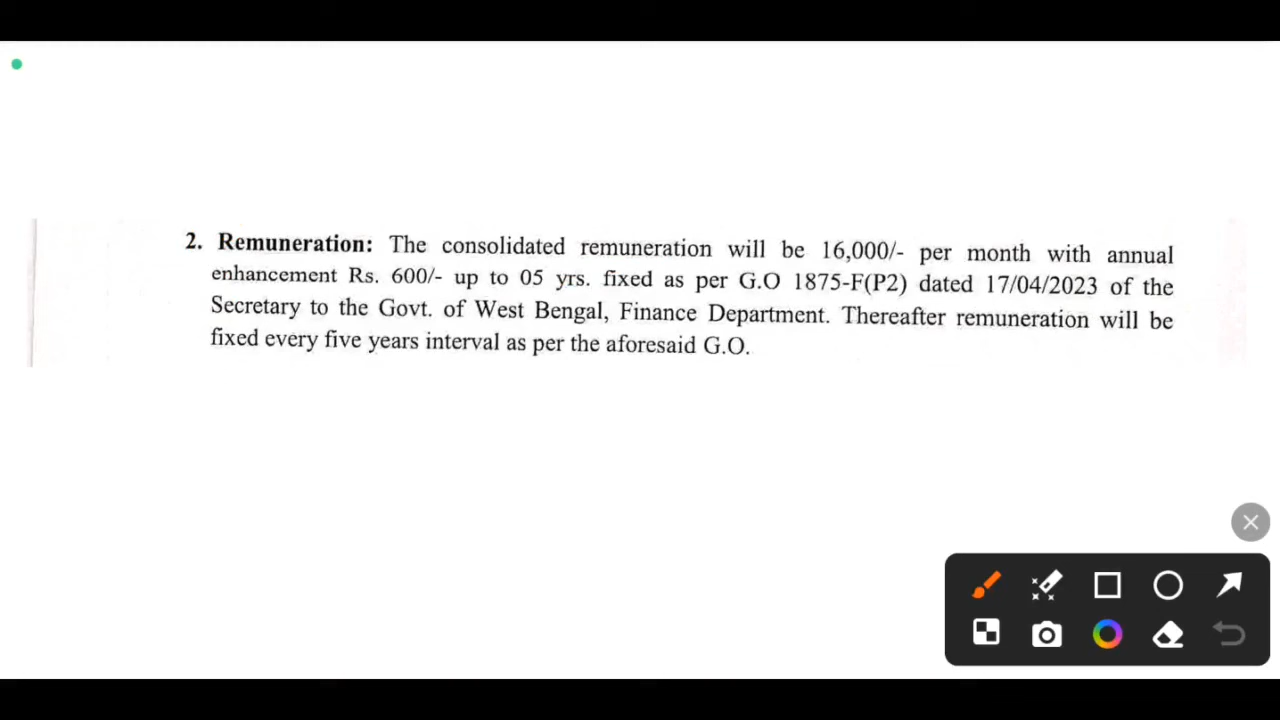 2. Remuneration: The consolidated remuneration will be 16,000/- per month with annual
enhancement Rs. 600/- up to 05 yrs. fixed as per G.O 1875-F(P2) dated 17/04/2023 of the
Secretary to the Govt. of West Bengal, Finance Department. Thereafter remuneration will be
fixed every five years interval as per the aforesaid G.O.